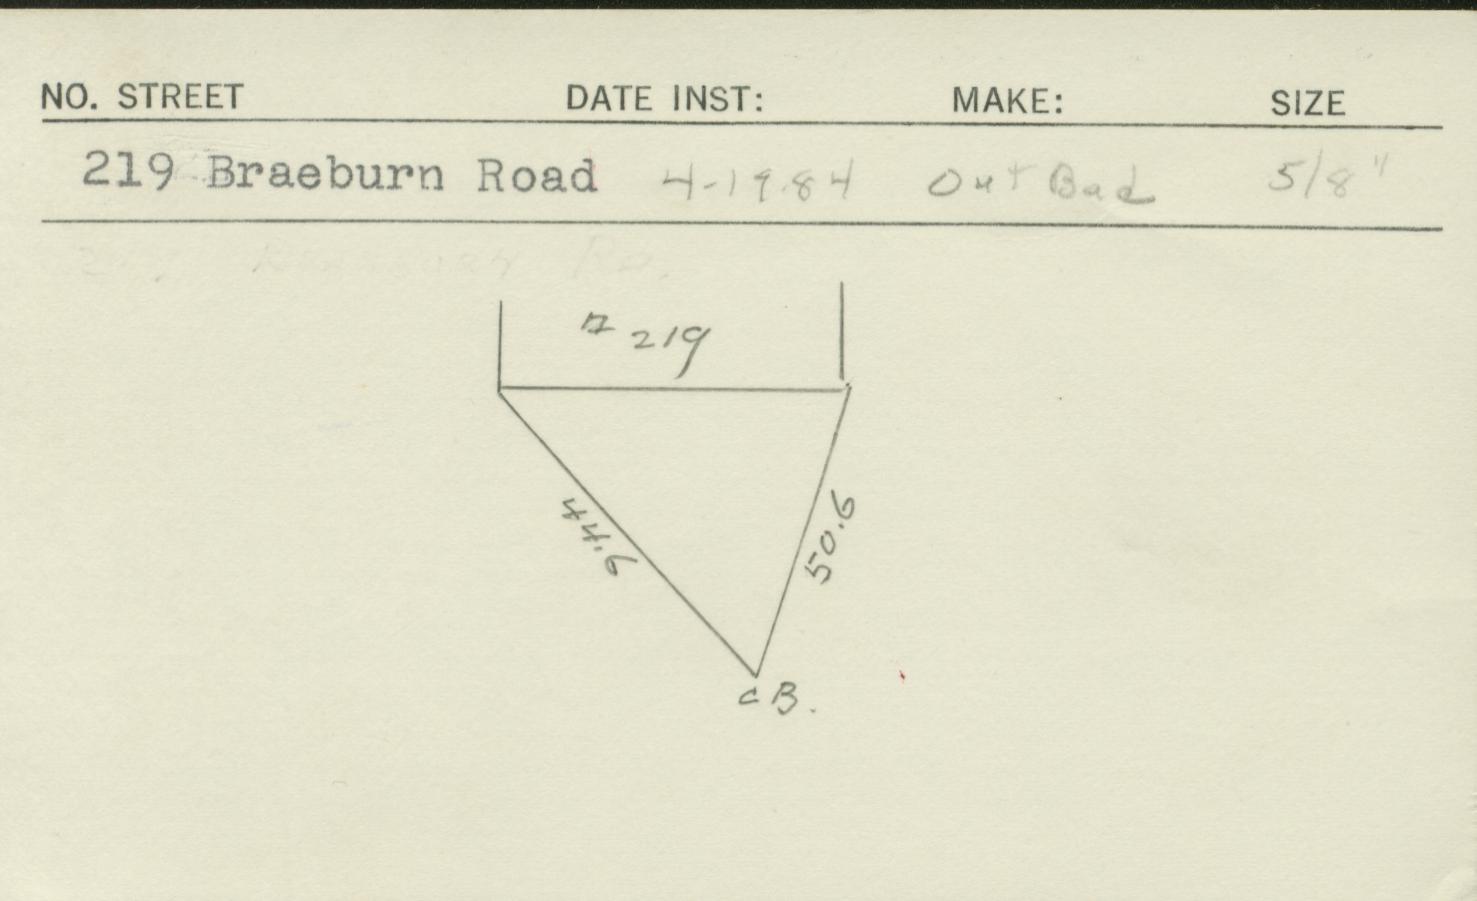 NO. STREET DATE INST: MAKE: SIZE
219 Braeburn Road 4-19-84 Out Bad 5/8"
Rd.
# 219
44.6
50.6
CB.